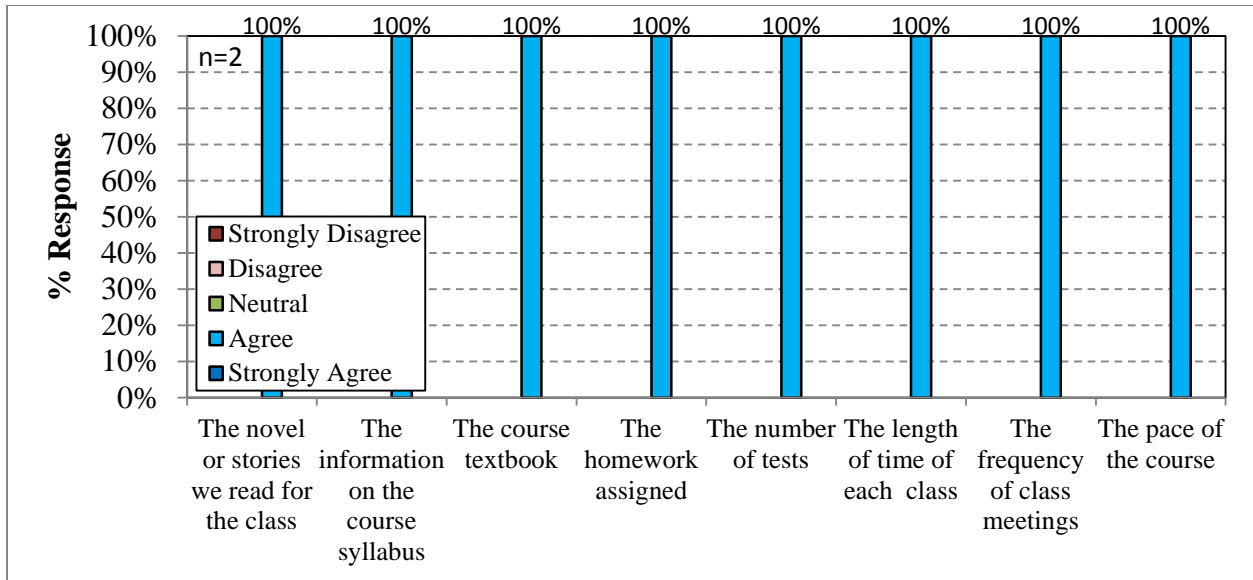 100% 100% 100% 100% 100% 100% 100% 100%
n=2
% Response
100%
90%
80%
70%
60%
50%
40%
30%
20%
10%
0%
Strongly Disagree
Disagree
Neutral
Agree
Strongly Agree
The novel
or stories
we read for
the class
The
information
on the
course
syllabus
The course
textbook
The
homework
assigned
The number
of tests
The length
of time of
each class
The
frequency
of class
meetings
The pace of
the course